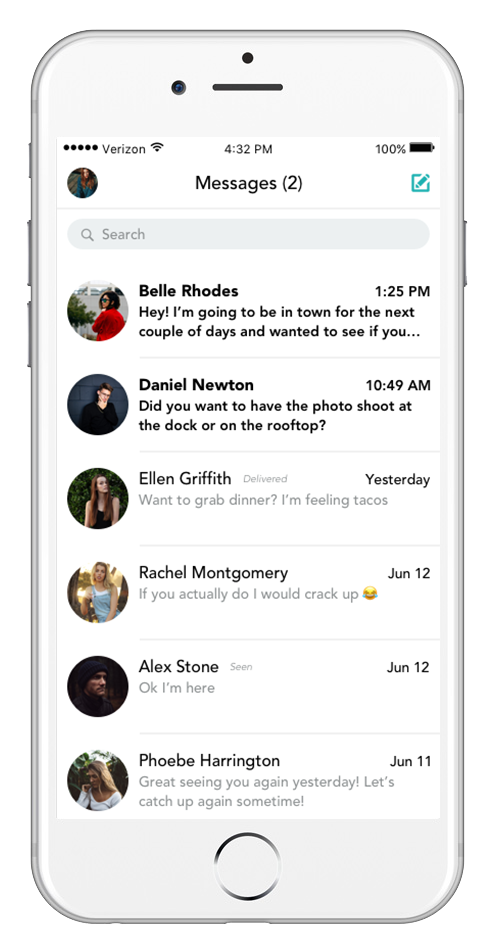 Verizon 4:32 PM 100%
Messages (2)
Search
Belle Rhodes 1:25 PM
Hey! I’m going to be in town for the next
couple of days and wanted to see if you...
Daniel Newton 10:49 AM
Did you want to have the photo shoot at
the dock or on the rooftop?
Ellen Griffith Delivered Yesterday
Want to grab dinner? I’m feeling tacos
Rachel Montgomery Jun 12
If you actually do I would crack up 😂
Alex Stone Seen Jun 12
Ok I’m here
Phoebe Harrington Jun 11
Great seeing you again yesterday! Let’s
catch up again sometime!